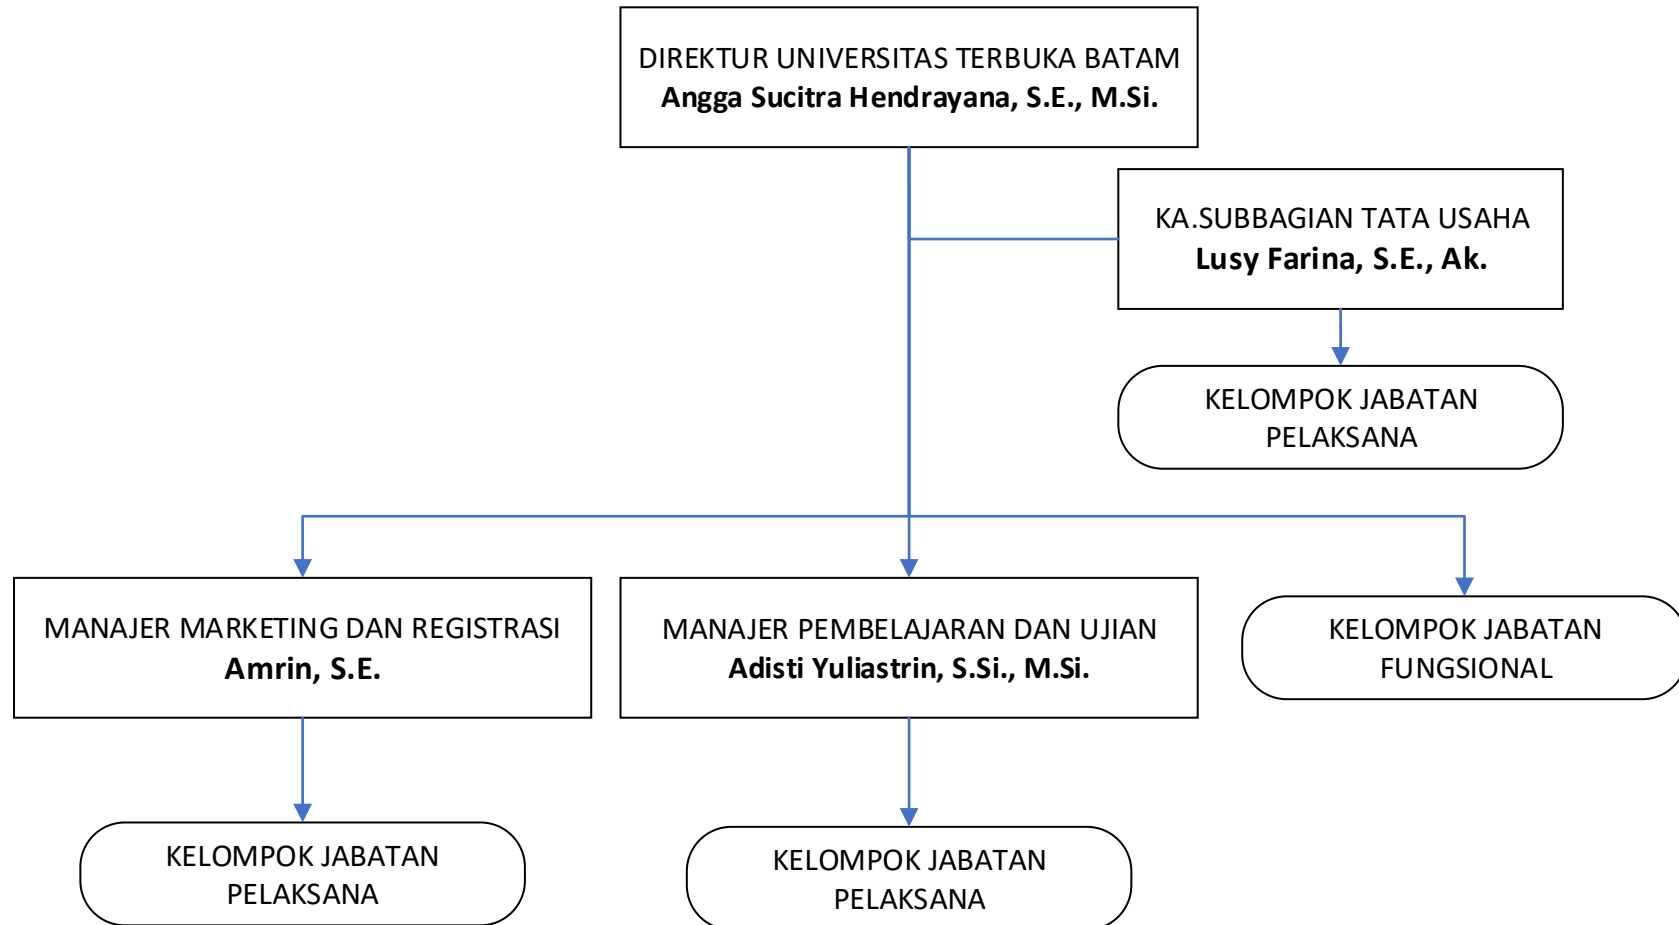 DIREKTUR UNIVERSITAS TERBUKA BATAM
Angga Sucitra Hendrayana, S.E., M.Si.
KA.SUBBAGIAN TATA USAHA
Lusy Farina, S.E., Ak.
KELOMPOK JABATAN
PELAKSANA
MANAJER MARKETING DAN REGISTRASI
Amrin, S.E.
MANAJER PEMBELAJARAN DAN UJIAN
Adisti Yuliastrin, S.Si., M.Si.
KELOMPOK JABATAN
FUNGSIONAL
KELOMPOK JABATAN
PELAKSANA
KELOMPOK JABATAN
PELAKSANA